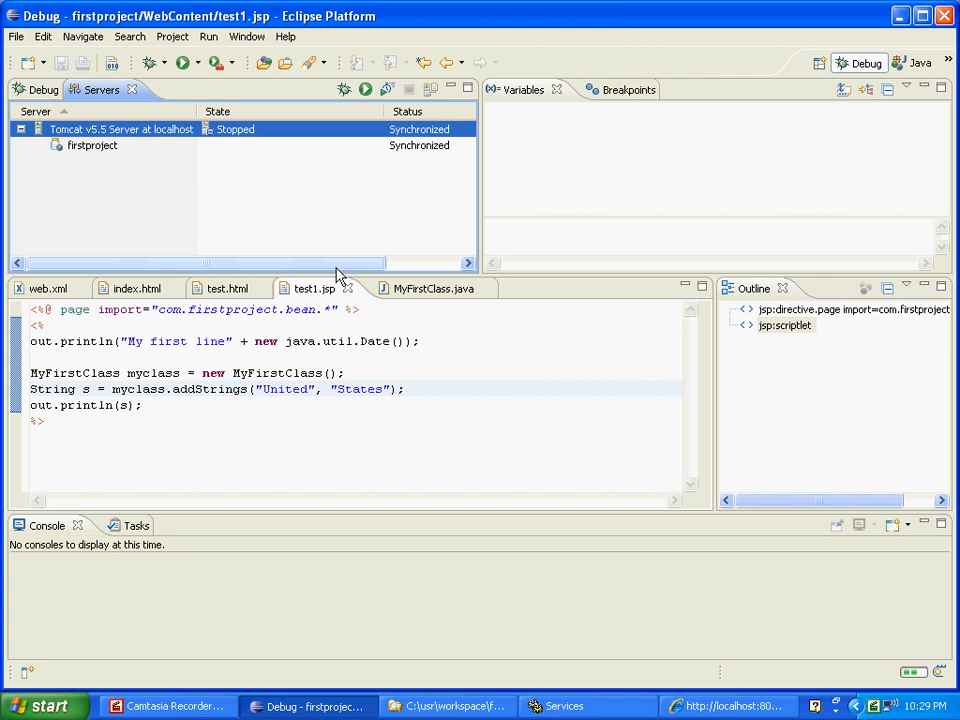 Debug - firstproject/WebContent/test1.jsp - Eclipse Platform
File Edit Navigate Search Project Run Window Help
Debug Java
Debug Servers
(x)= Variables Breakpoints
Server State Status
Tomcat v5.5 Server at localhost Stopped Synchronized
firstproject Synchronized
web.xml index.html test.html test1.jsp MyFirstClass.java
Outline
<%@ page import="com.firstproject.bean.*" %>
<%
out.println("My first line" + new java.util.Date());
MyFirstClass myclass = new MyFirstClass();
String s = myclass.addStrings("United", "States");
out.println(s);
%>
jsp:directive.page import=com.firstproject
jsp:scriptlet
Console Tasks
No consoles to display at this time.
start Camtasia Recorder... Debug - firstprojec... C:\usr\workspace\f... Services http://localhost:80... 10:29 PM